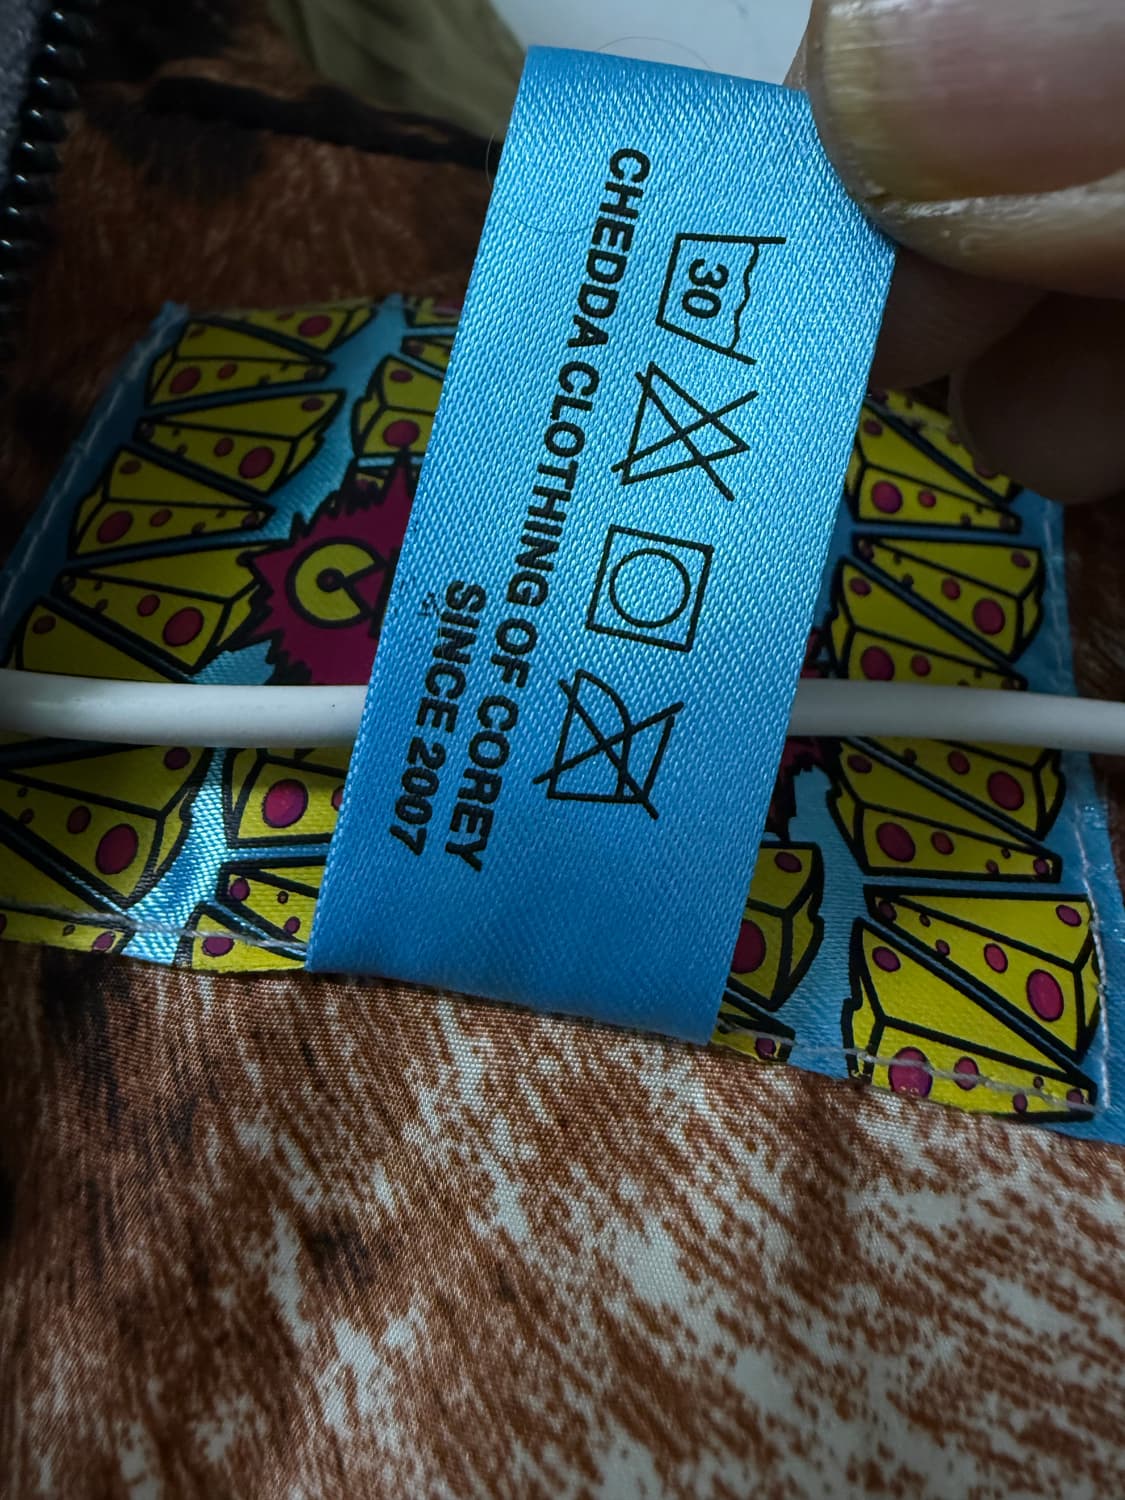 30
CHEDDA CLOTHING OF COREY
SINCE 2007